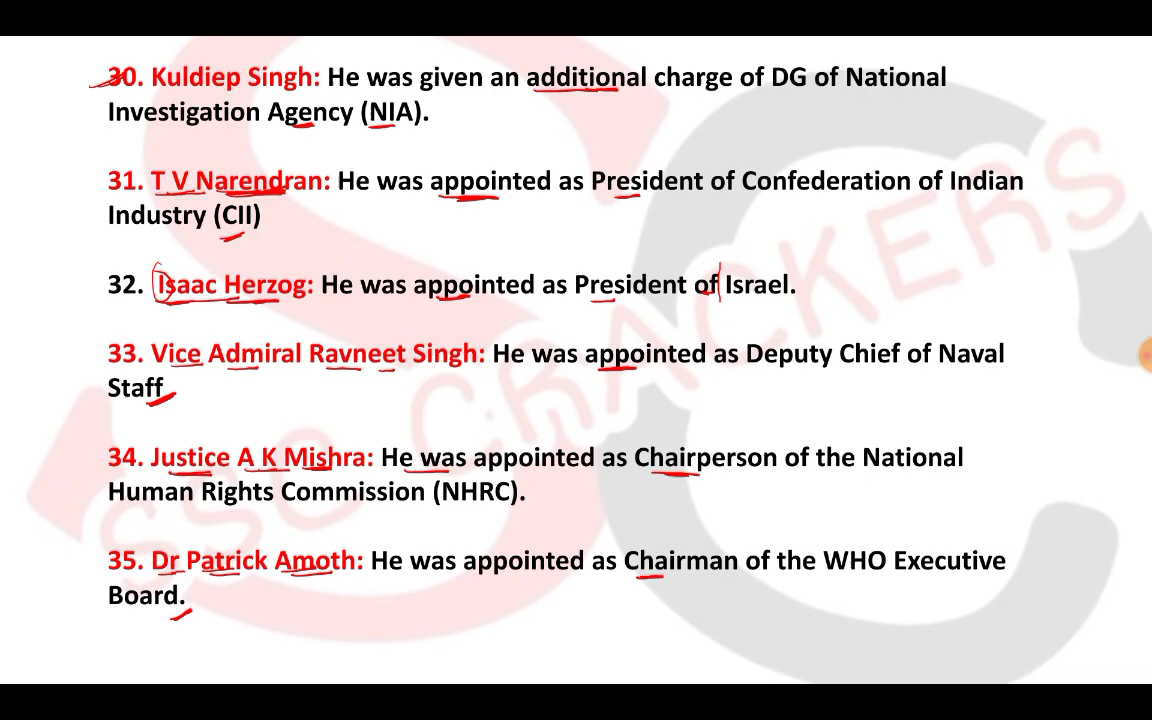 30. Kuldiep Singh: He was given an additional charge of DG of National
Investigation Agency (NIA).
31. T V Narendran: He was appointed as President of Confederation of Indian
Industry (CII)
32. Isaac Herzog: He was appointed as President of Israel.
33. Vice Admiral Ravneet Singh: He was appointed as Deputy Chief of Naval
Staff
34. Justice A K Mishra: He was appointed as Chairperson of the National
Human Rights Commission (NHRC).
35. Dr Patrick Amoth: He was appointed as Chairman of the WHO Executive
Board.
SSC CRACKERS